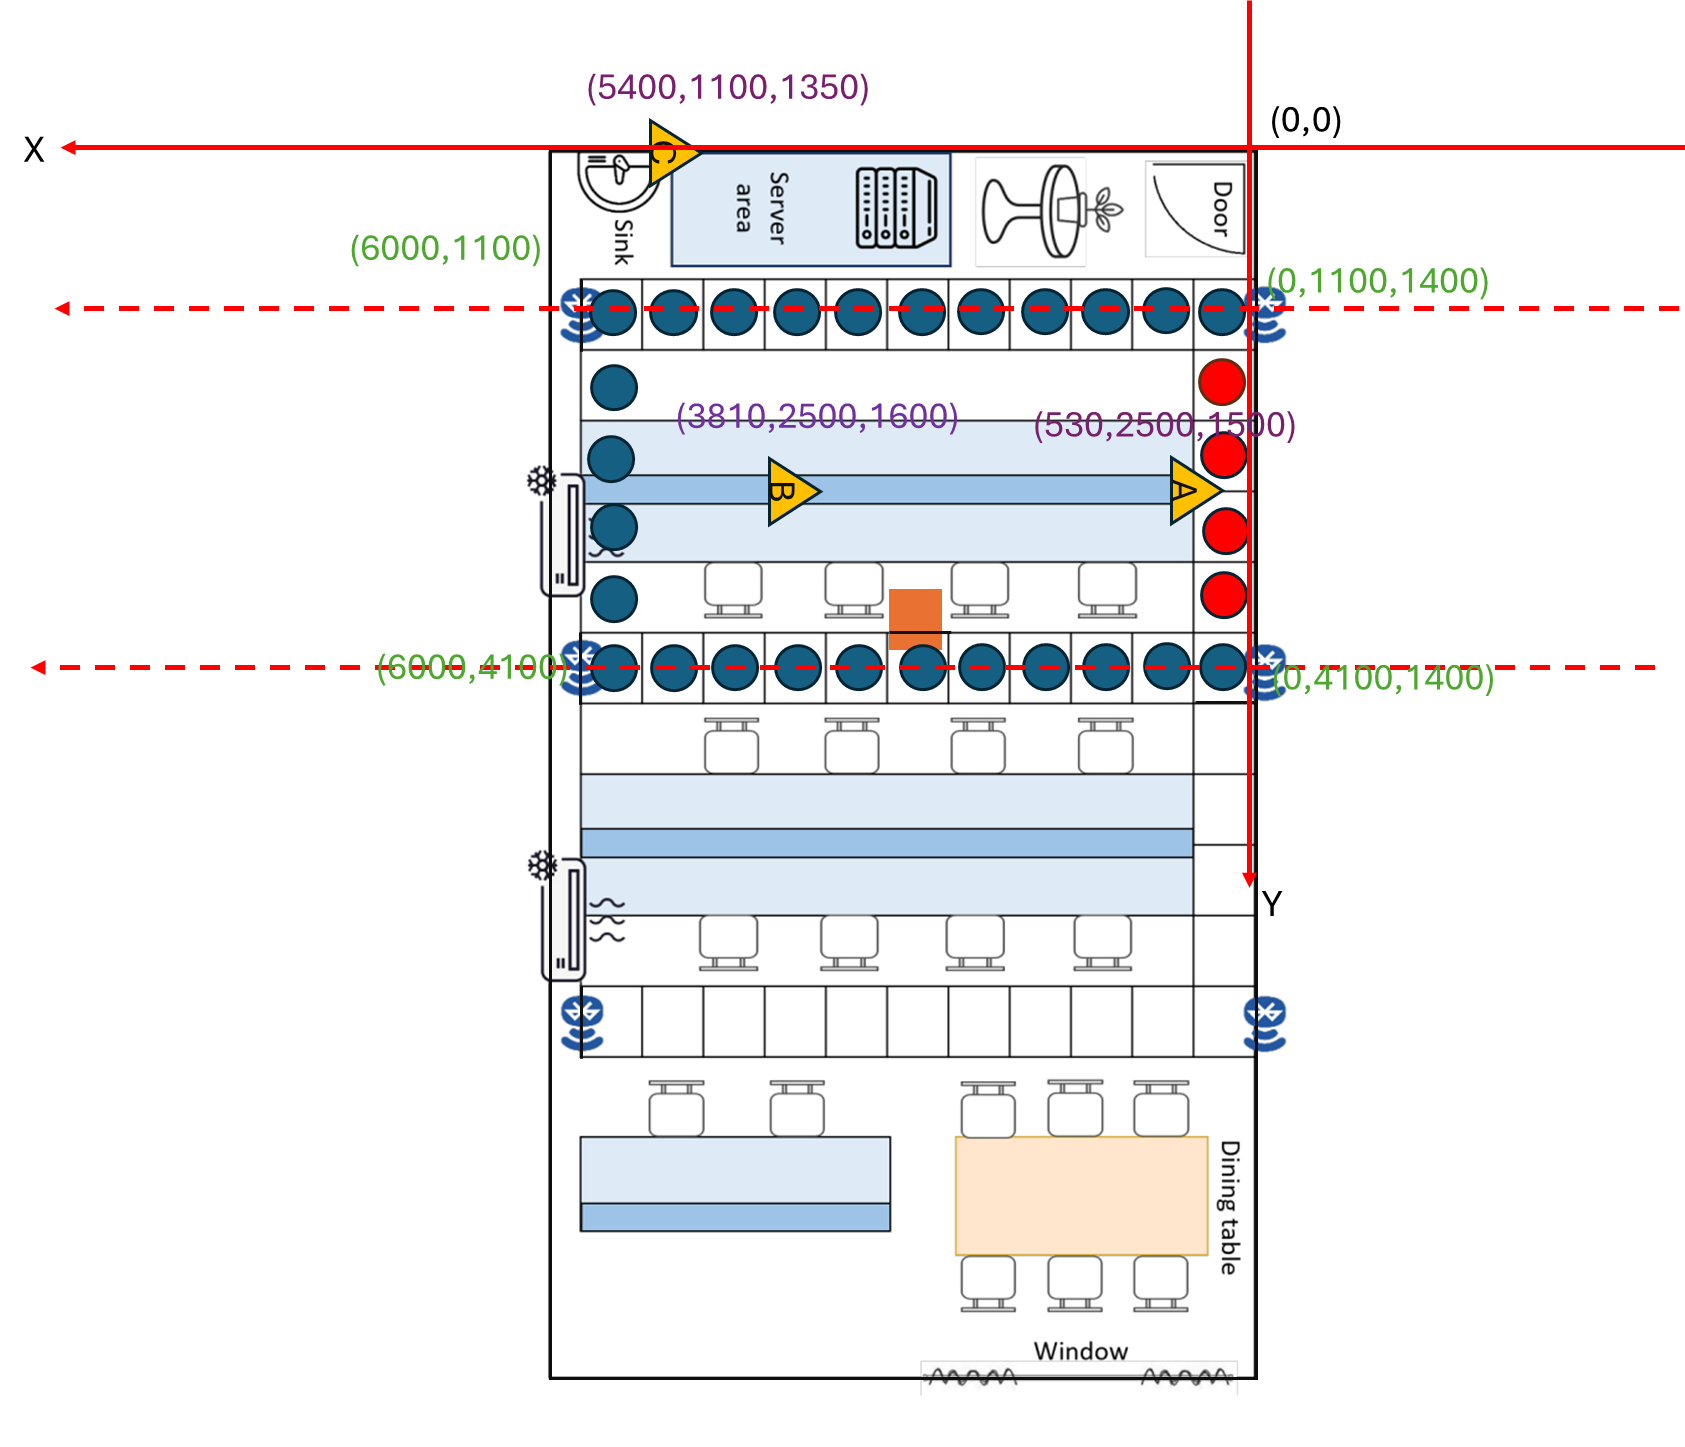 (5400,1100,1350)
(0,0)
X
C
Server
area
Door
Sink
(6000,1100)
(0,1100,1400)
(3810,2500,1600)
(530,2500,1500)
B
A
(6000,4100)
(0,4100,1400)
Y
Dining table
Window